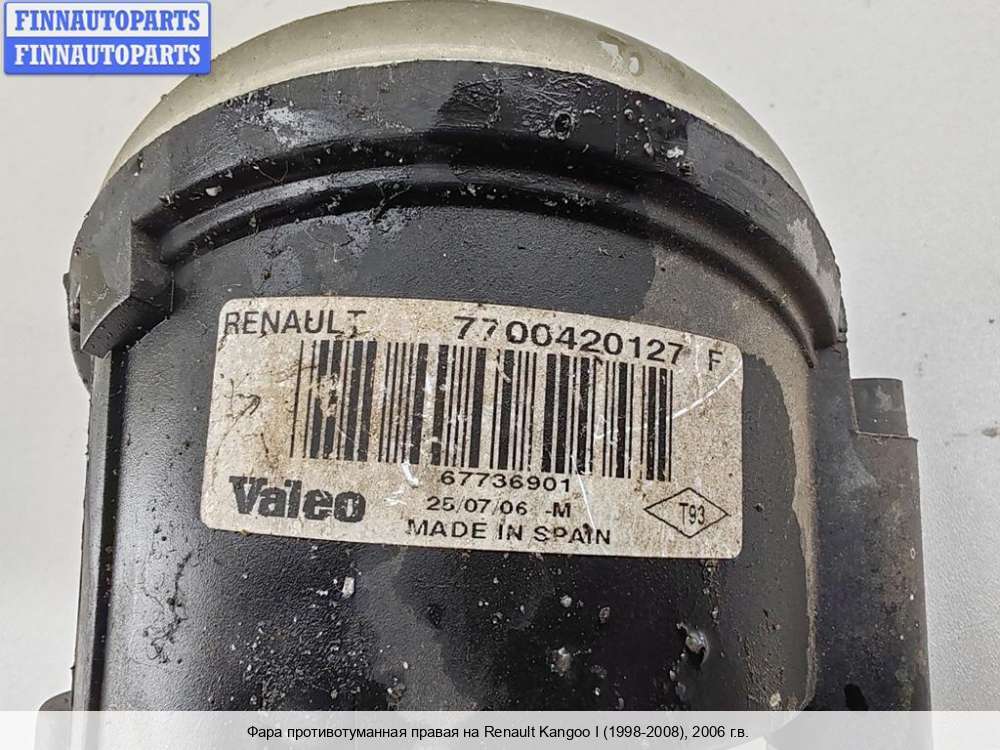 FINNAUTOPARTS
FINNAUTOPARTS
RENAULT 7700420127 F
67736901
Valeo 25/07/06 -M
MADE IN SPAIN
T93
Фара противотуманная правая на Renault Kangoo I (1998-2008), 2006 г.в.